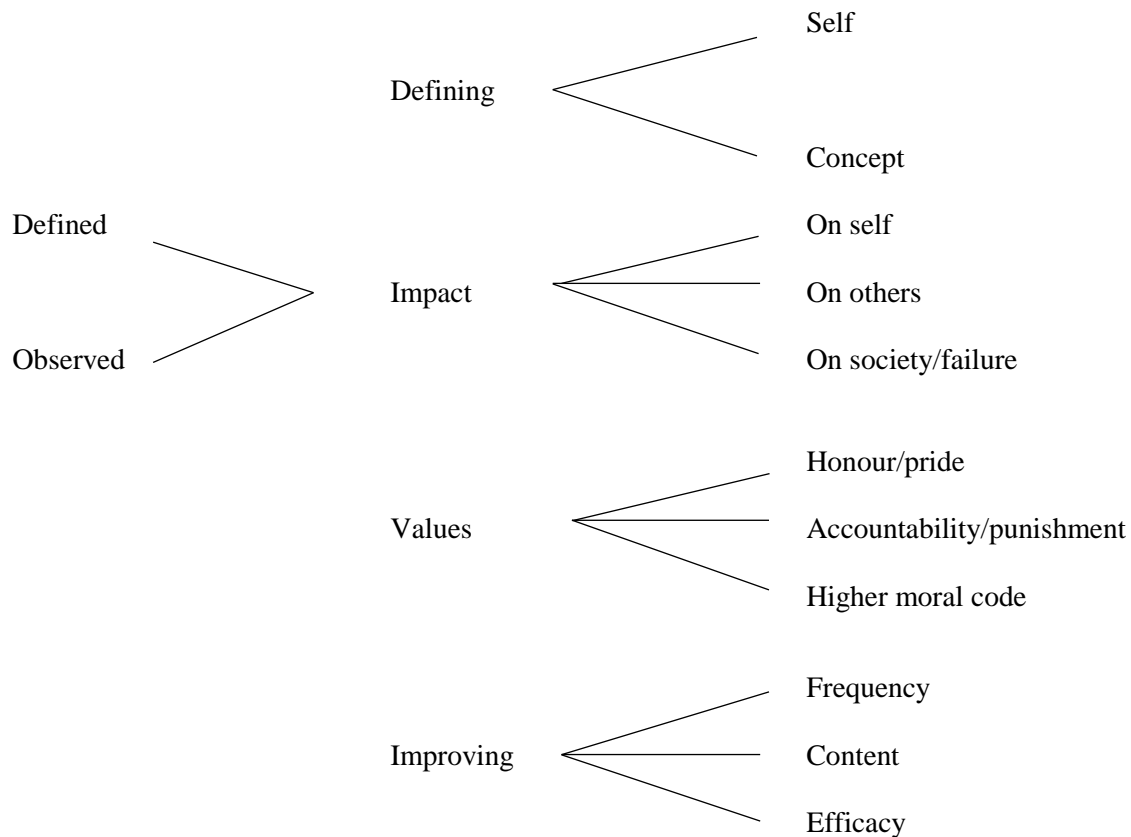 Self
Defining
Concept
Defined
On self
Impact
On others
Observed
On society/failure
Honour/pride
Values
Accountability/punishment
Higher moral code
Frequency
Improving
Content
Efficacy